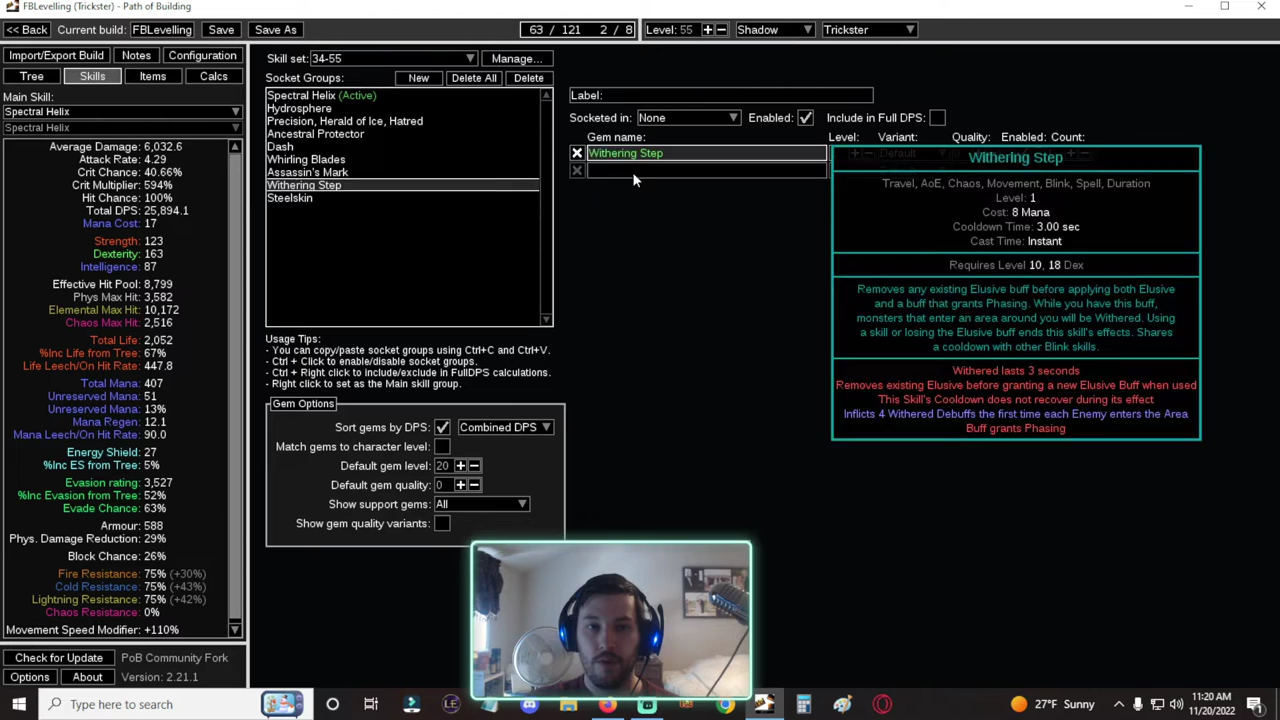 FBLevelling (Trickster) - Path of Building
<< Back
Current build: FBLevelling
Save
Save As
63 / 121 2 / 8
Level: 55
Shadow
Trickster
Import/Export Build
Notes
Configuration
Tree
Skills
Items
Calcs
Main Skill:
Spectral Helix
Spectral Helix
Average Damage: 6,032.6
Attack Rate: 4.29
Crit Chance: 40.66%
Crit Multiplier: 594%
Hit Chance: 100%
Total DPS: 25,894.1
Mana Cost: 17
Strength: 123
Dexterity: 163
Intelligence: 87
Effective Hit Pool: 8,799
Phys Max Hit: 3,582
Elemental Max Hit: 10,172
Chaos Max Hit: 2,516
Total Life: 2,052
%Inc Life from Tree: 67%
Life Leech/On Hit Rate: 447.8
Total Mana: 407
Unreserved Mana: 51
Unreserved Mana: 13%
Mana Regen: 12.1
Mana Leech/On Hit Rate: 90.0
Energy Shield: 27
%Inc ES from Tree: 5%
Evasion rating: 3,527
%Inc Evasion from Tree: 52%
Evade Chance: 63%
Armour: 588
Phys. Damage Reduction: 29%
Block Chance: 26%
Fire Resistance: 75% (+30%)
Cold Resistance: 75% (+43%)
Lightning Resistance: 75% (+42%)
Chaos Resistance: 0%
Movement Speed Modifier: +110%
Check for Update
PoB Community Fork
Options
About
Version: 2.21.1
Skill set: 34-55
Manage...
Socket Groups:
New
Delete All
Delete
Spectral Helix (Active)
Hydrosphere
Precision, Herald of Ice, Hatred
Ancestral Protector
Dash
Whirling Blades
Assassin's Mark
Withering Step
Steelskin
Usage Tips:
- You can copy/paste socket groups using Ctrl+C and Ctrl+V.
- Ctrl + Click to enable/disable socket groups.
- Ctrl + Right click to include/exclude in FullDPS calculations.
- Right click to set as the Main skill group.
Gem Options
Sort gems by DPS:
Combined DPS
Match gems to character level:
Default gem level: 20
Default gem quality: 0
Show support gems: All
Show gem quality variants:
Label:
Socketed in: None
Enabled:
Include in Full DPS:
Gem name:
Level:
Variant:
Quality:
Enabled:
Count:
Withering Step
Default
Withering Step
Travel, AoE, Chaos, Movement, Blink, Spell, Duration
Level: 1
Cost: 8 Mana
Cooldown Time: 3.00 sec
Cast Time: Instant
Requires Level 10, 18 Dex
Removes any existing Elusive buff before applying both Elusive
and a buff that grants Phasing. While you have this buff,
monsters that enter an area around you will be Withered. Using
a skill or losing the Elusive buff ends this skill's effects. Shares
a cooldown with other Blink skills.
Withered lasts 3 seconds
Removes existing Elusive before granting a new Elusive Buff when used
This Skill's Cooldown does not recover during its effect
Inflicts 4 Withered Debuffs the first time each Enemy enters the Area
Buff grants Phasing
Type here to search
27°F Sunny
11:20 AM
11/20/2022